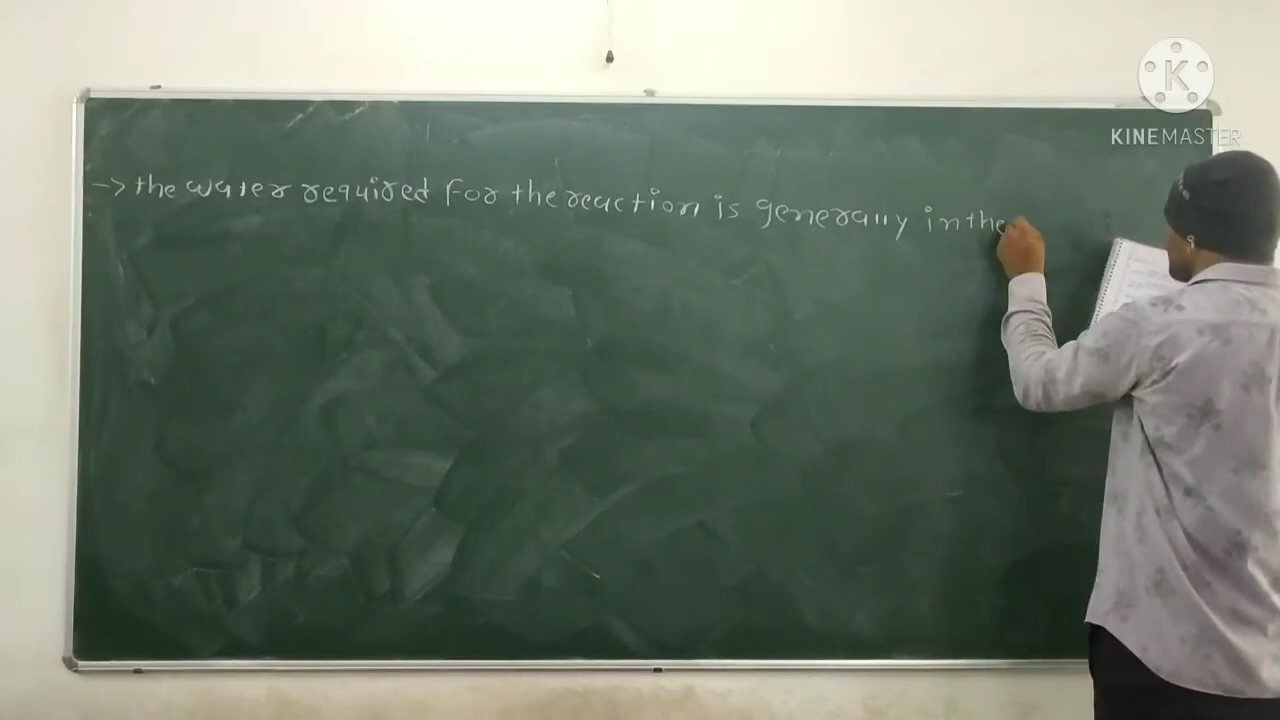 KINEMASTER
-> the water required for the reaction is generally in the